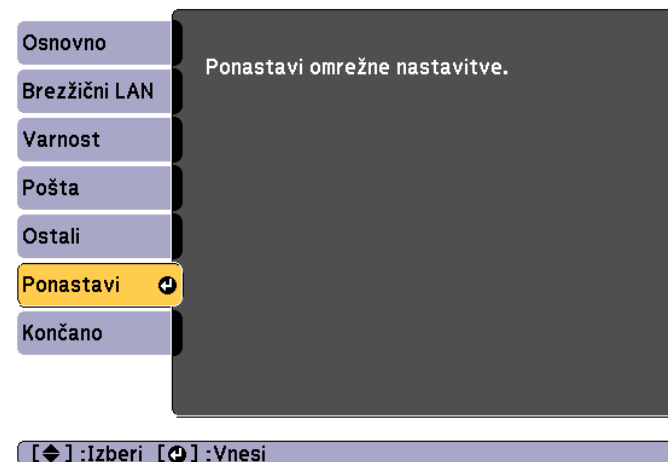 Osnovno
Ponastavi omrežne nastavitve.
Brezžični LAN
Varnost
Pošta
Ostali
Ponastavi
Končano
[◆] :Izberi [⏎] :Vnesi